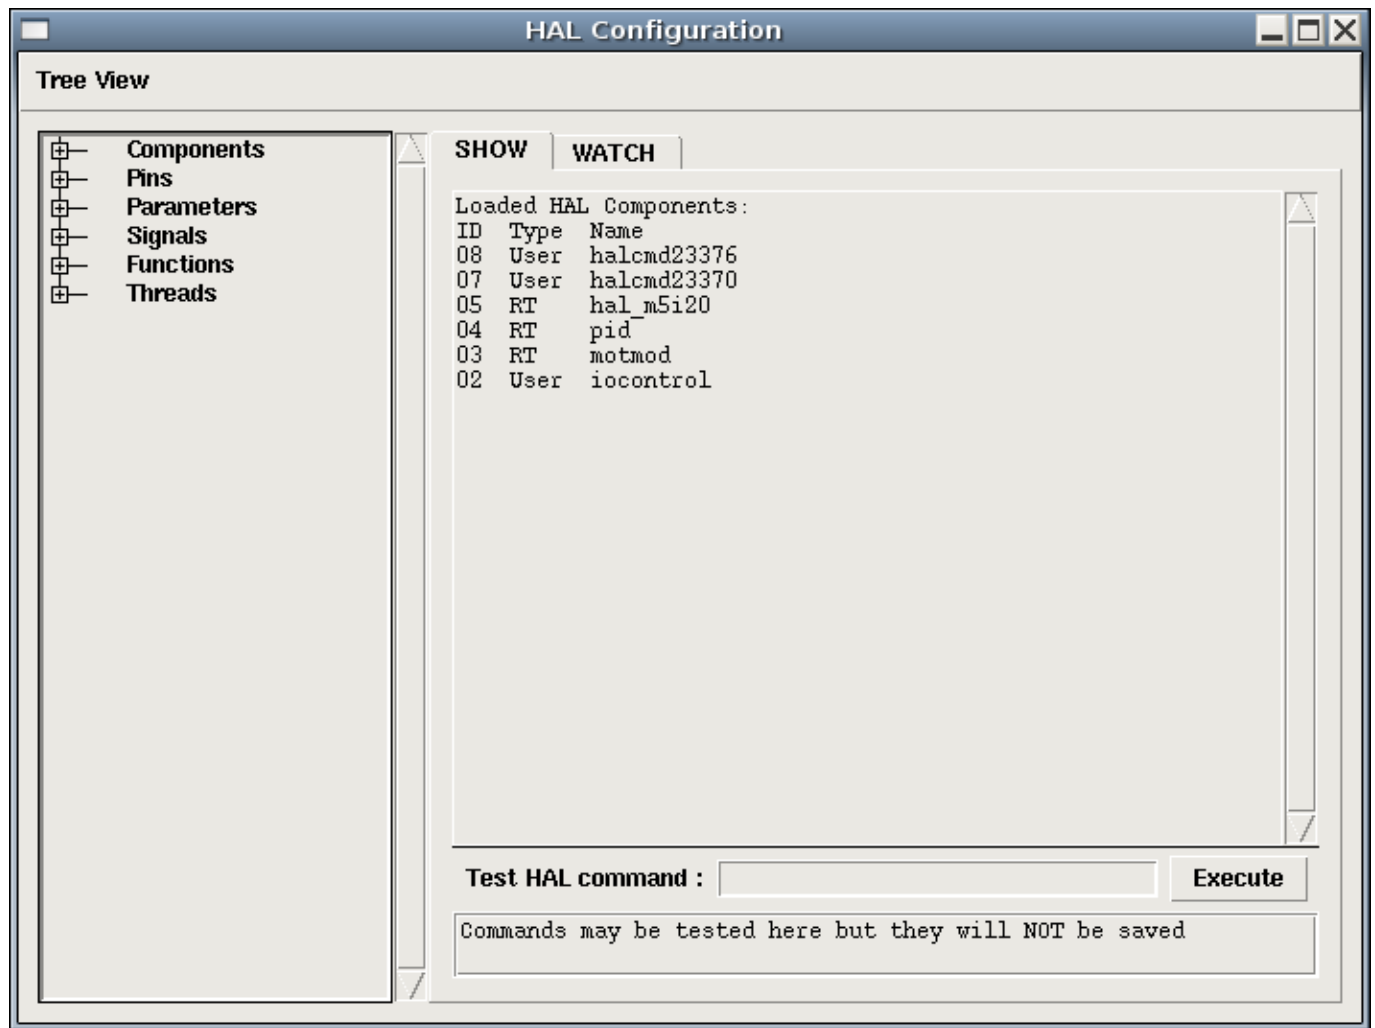 HAL Configuration
Tree View
Components
Pins
Parameters
Signals
Functions
Threads
SHOW WATCH
Loaded HAL Components:
ID Type Name
08 User halcmd23376
07 User halcmd23370
05 RT hal_m5i20
04 RT pid
03 RT motmod
02 User iocontrol
Test HAL command : Execute
Commands may be tested here but they will NOT be saved